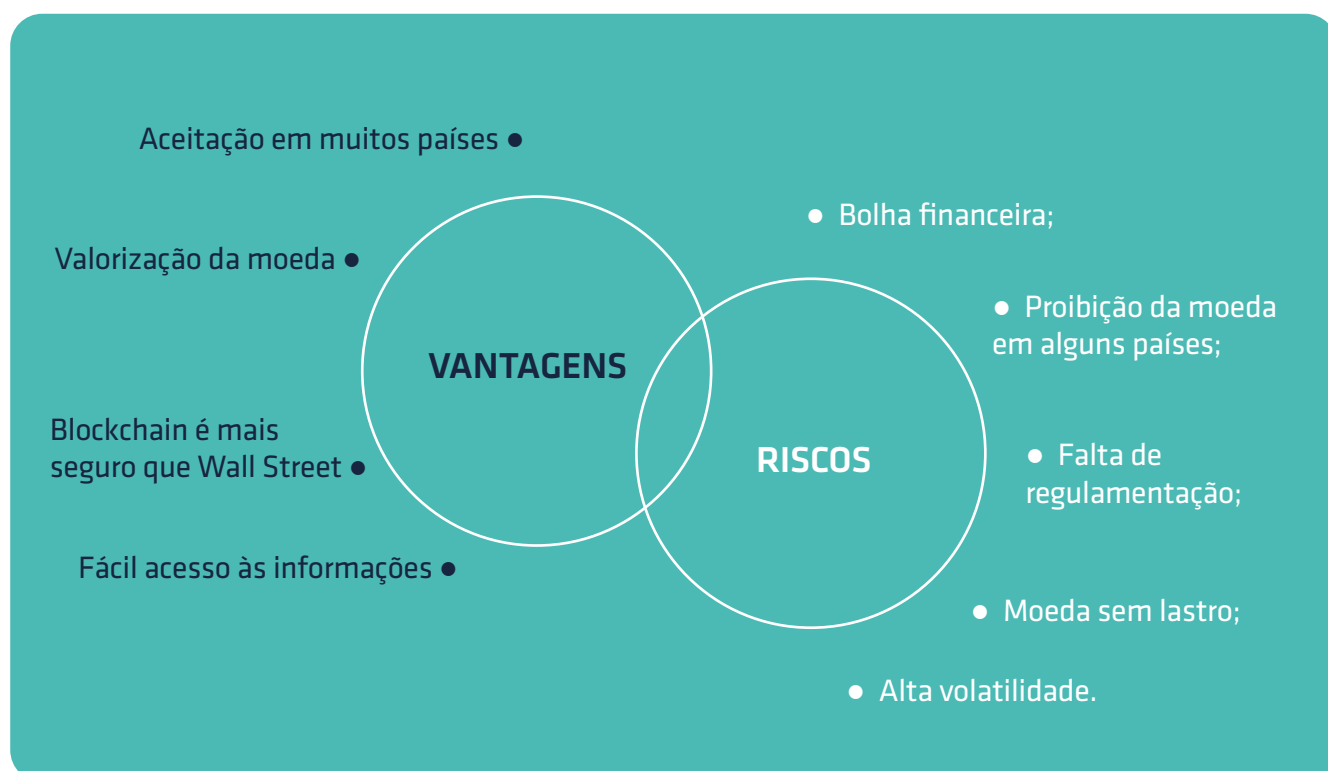 Aceitação em muitos países ●
Valorização da moeda ●
VANTAGENS
Blockchain é mais
seguro que Wall Street ●
Fácil acesso às informações ●
● Bolha financeira;
● Proibição da moeda
em alguns países;
RISCOS
● Falta de
regulamentação;
● Moeda sem lastro;
● Alta volatilidade.